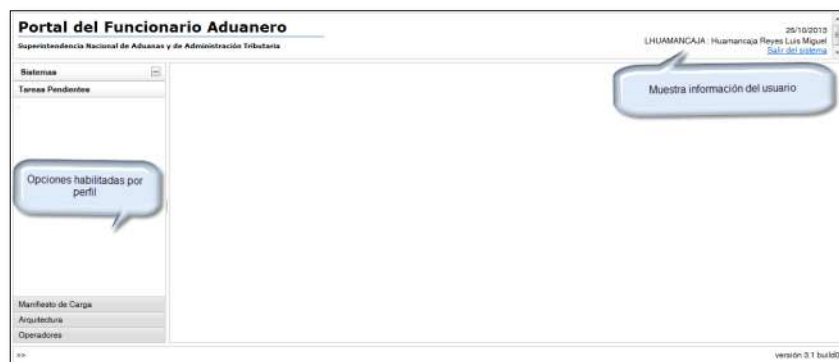 Portal del Funcionario Aduanero
Superintendencia Nacional de Aduanas y de Administración Tributaria
25/10/2013
LHUAMANCAJA : Huamancaja Reyes Luis Miguel
Salir del sistema
Sistemas
Tareas Pendientes
Muestra información del usuario
Opciones habilitadas por
perfil
Manifiesto de Carga
Arquitectura
Operadores
>>
versión 3.1 build